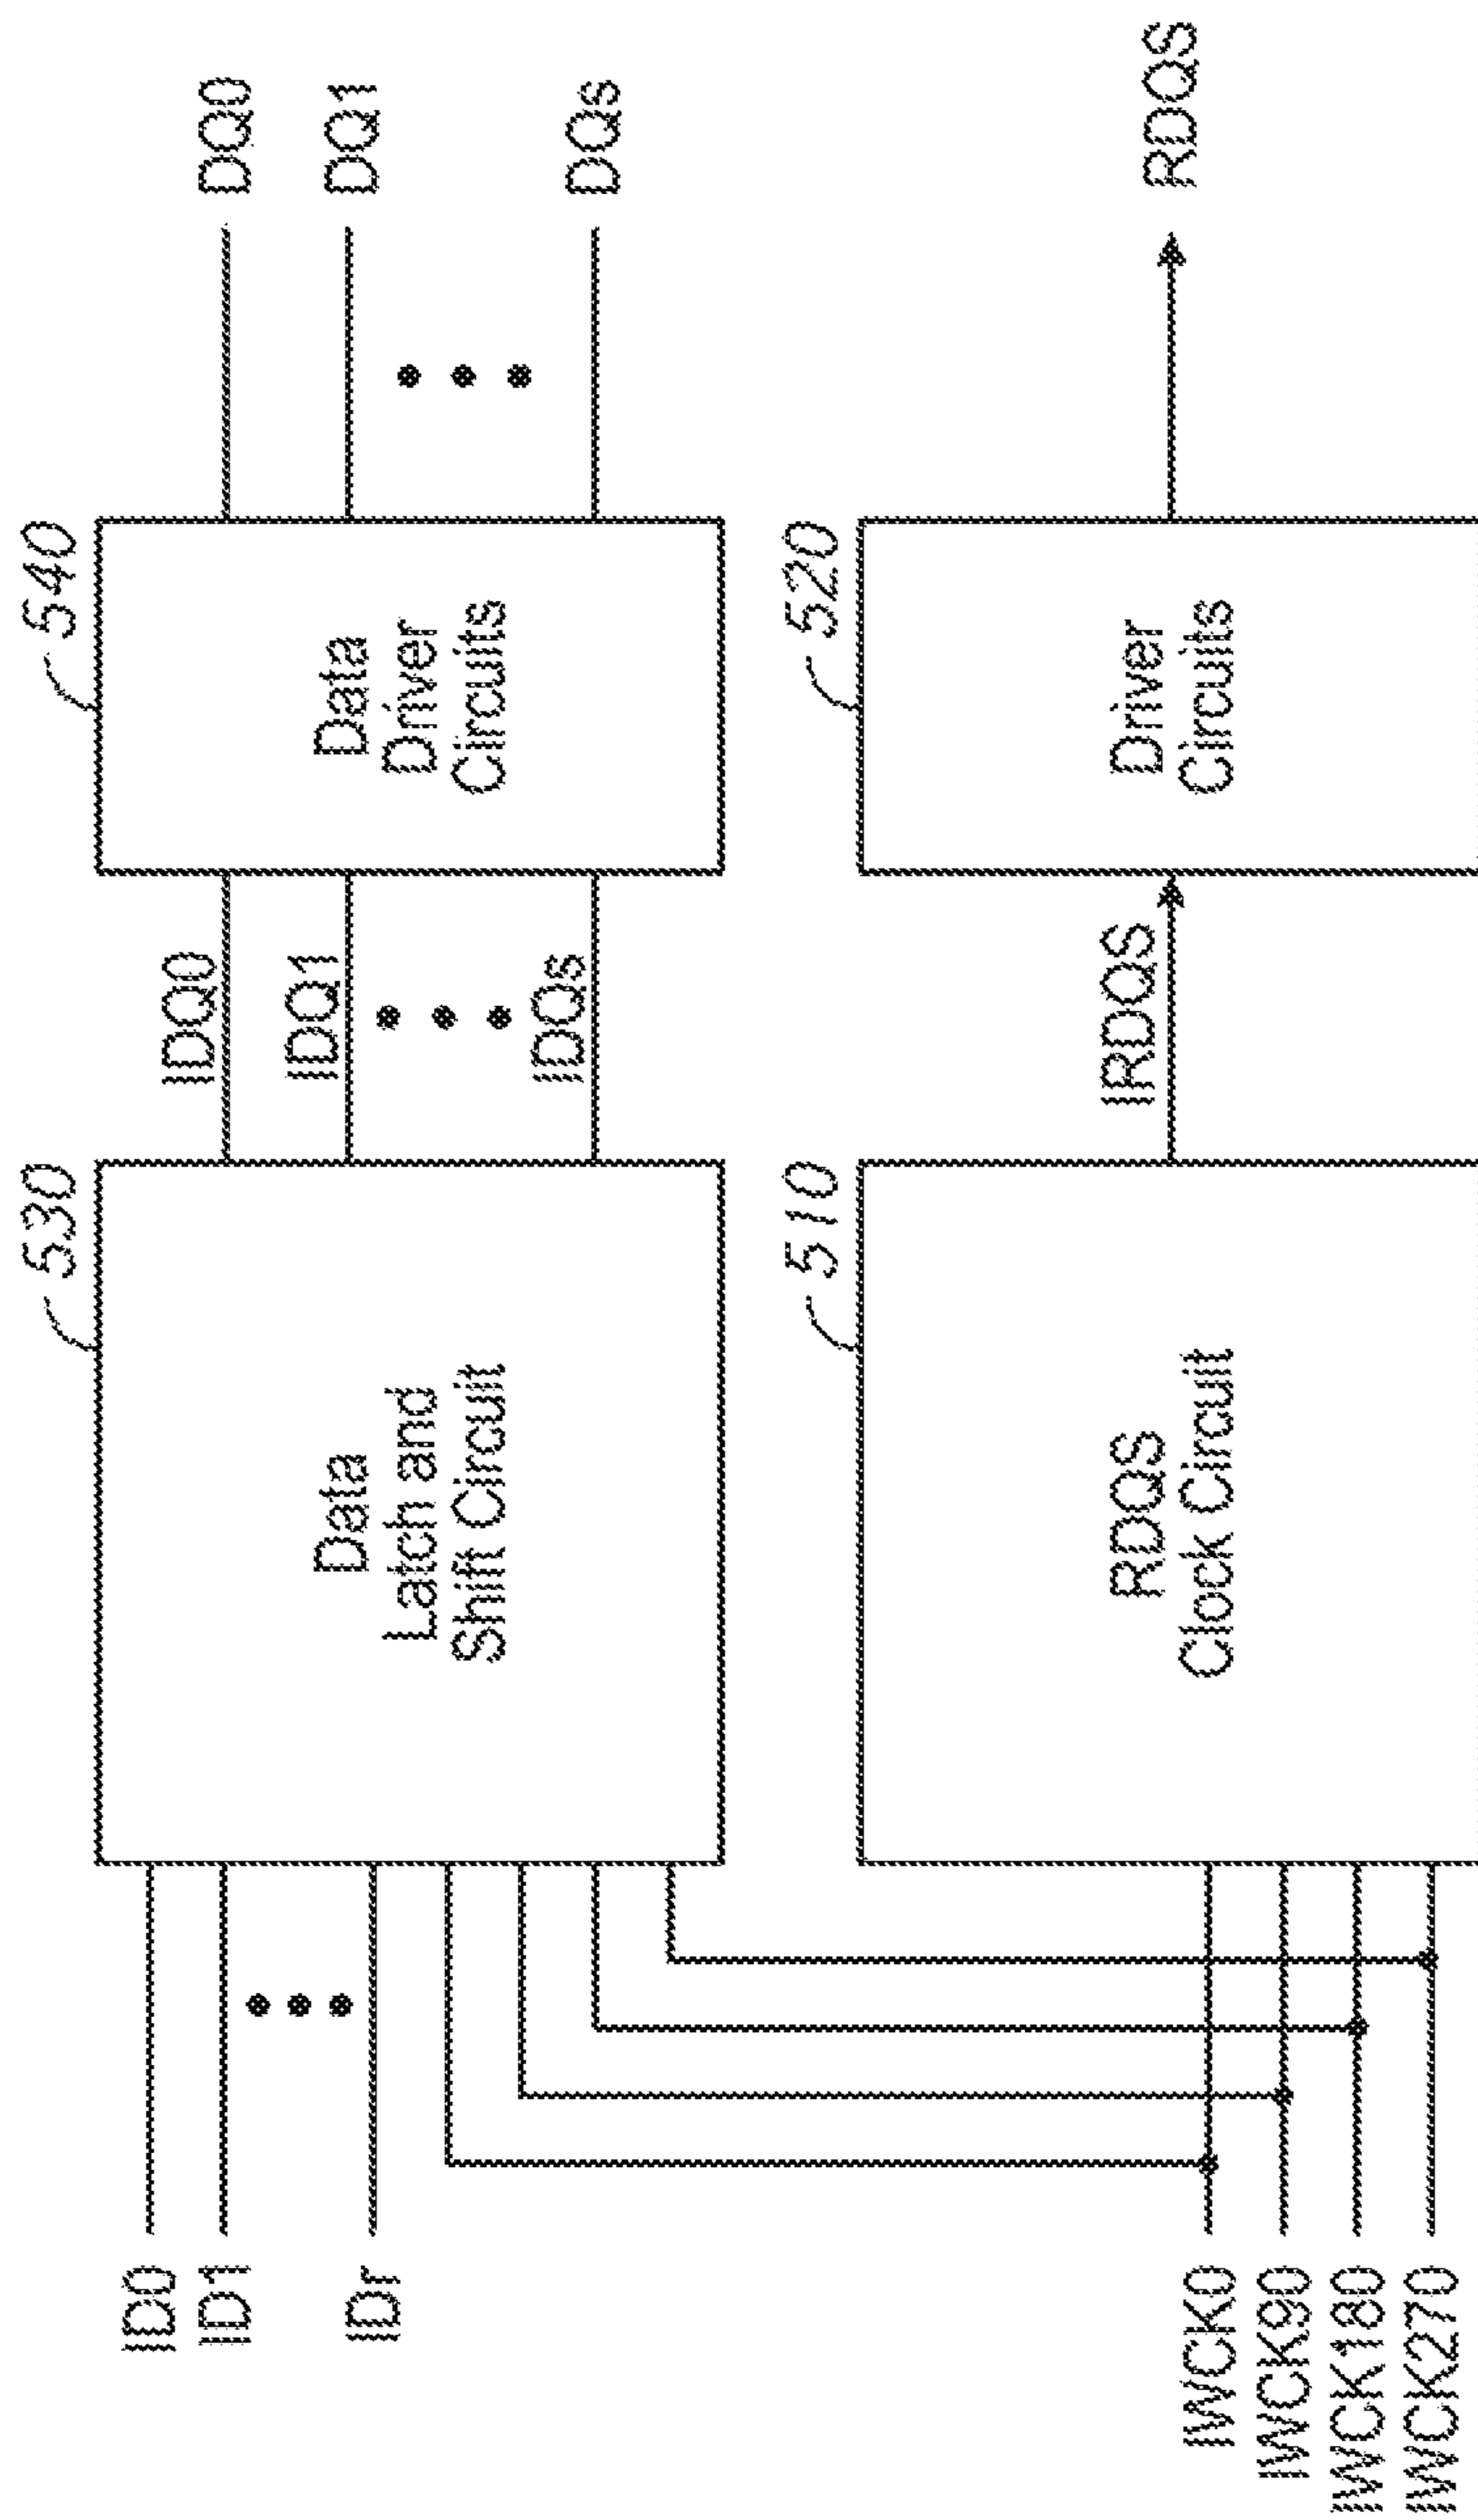 ID0
ID1
IDr
530
Data
Latch and
Shift Circuit
IDQ0
IDQ1
IDQs
540
Data
Driver
Circuits
DQ0
DQ1
DQs
IWCK0
IWCK90
IWCK180
IWCK270
510
RDQS
Clock Circuit
IRDQS
520
Driver
Circuits
RDQS